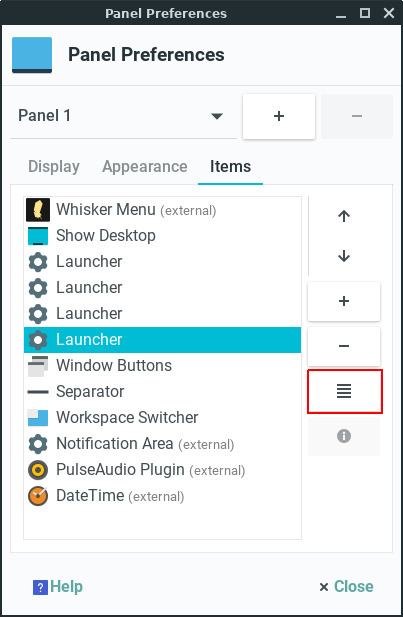 Panel Preferences
Panel Preferences
Panel 1
Display Appearance Items
Whisker Menu (external)
Show Desktop
Launcher
Launcher
Launcher
Launcher
Window Buttons
Separator
Workspace Switcher
Notification Area (external)
PulseAudio Plugin (external)
DateTime (external)
? Help × Close